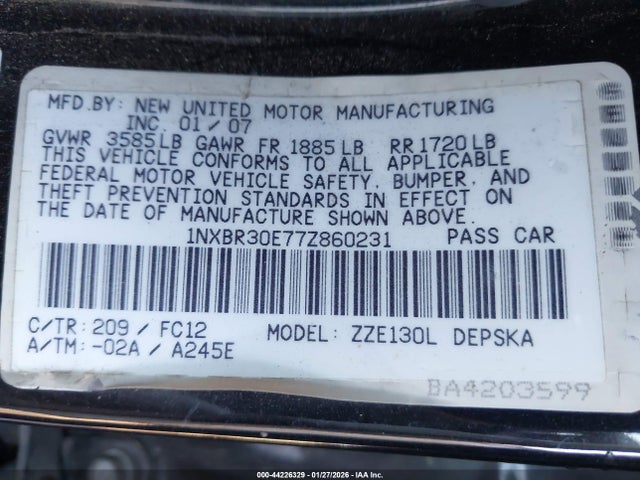 MFD.BY: NEW UNITED MOTOR MANUFACTURING
INC. 01/07
GVWR 3585LB GAWR FR 1885LB RR1720LB
THIS VEHICLE CONFORMS TO ALL APPLICABLE
FEDERAL MOTOR VEHICLE SAFETY, BUMPER, AND
THEFT PREVENTION STANDARDS IN EFFECT ON
THE DATE OF MANUFACTURE SHOWN ABOVE.
1NXBR30E77Z860231 PASS CAR
C/TR: 209 / FC12 MODEL: ZZE130L DEPSKA
A/TM: -02A / A245E
BA4203599
000-44226329 - 01/27/2026 - IAA Inc.